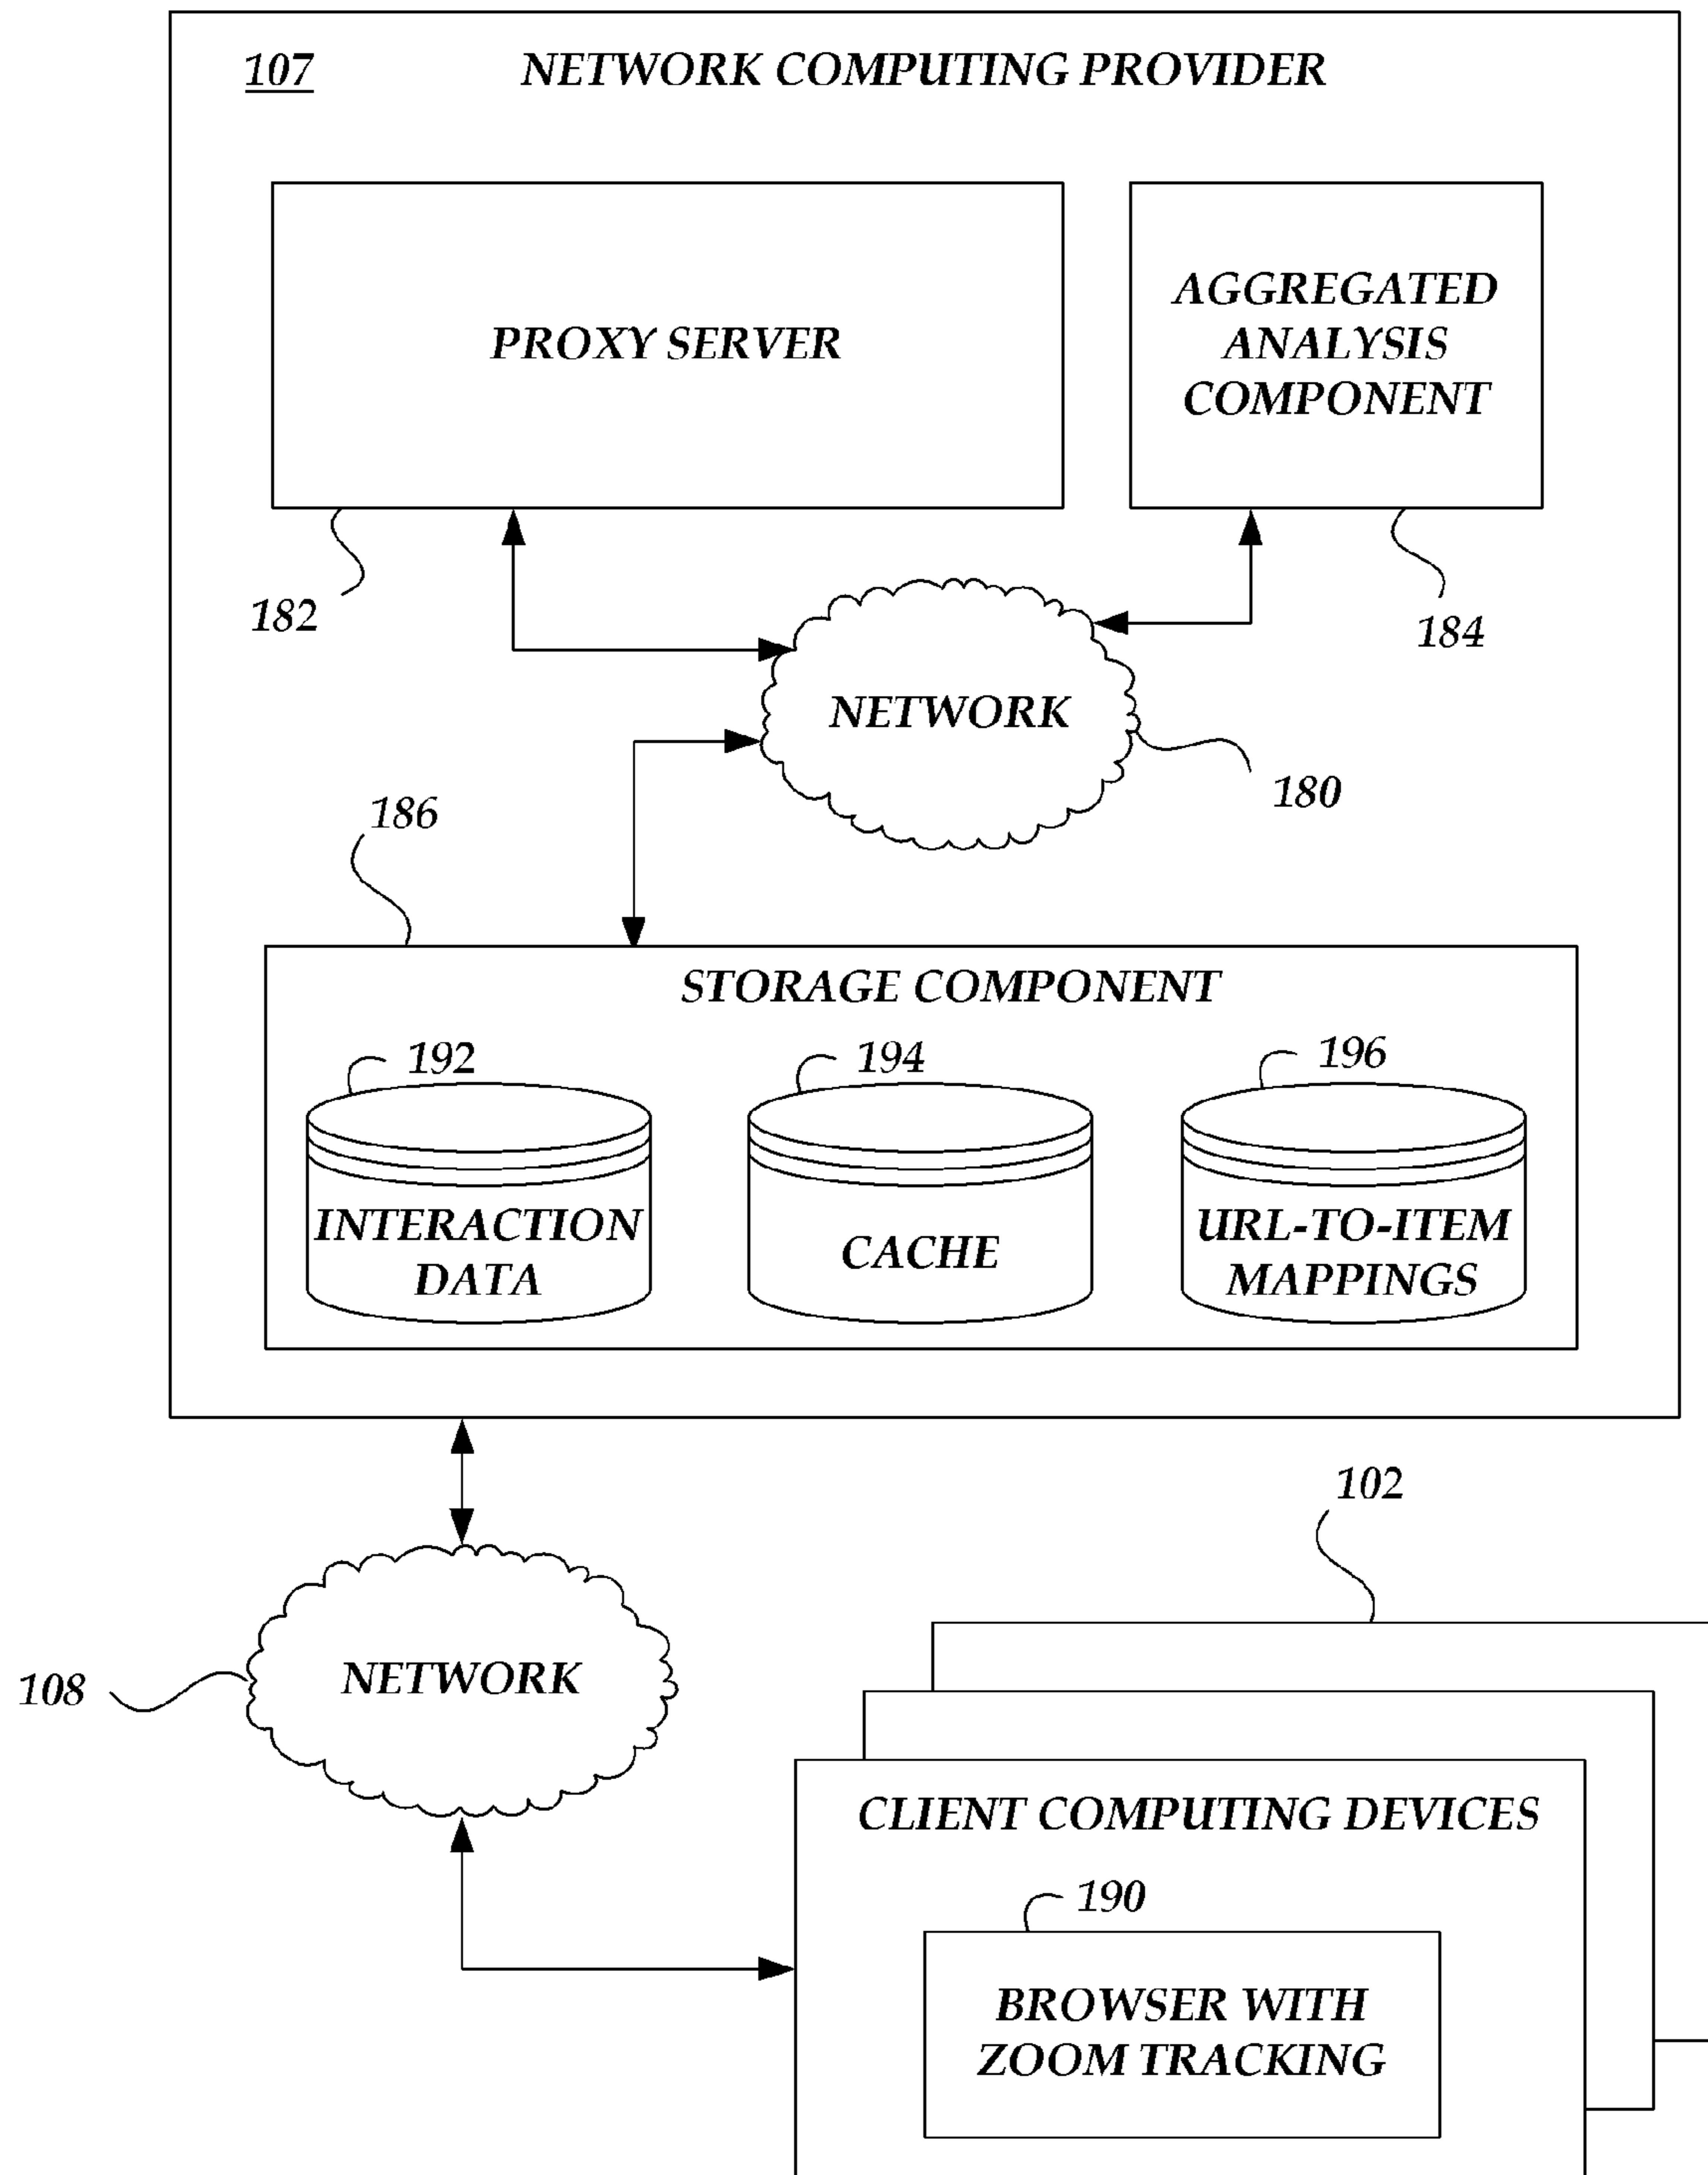 107 NETWORK COMPUTING PROVIDER
PROXY SERVER
AGGREGATED
ANALYSIS
COMPONENT
182
184
NETWORK
180
186
STORAGE COMPONENT
192
194
196
INTERACTION
DATA
CACHE
URL-TO-ITEM
MAPPINGS
102
108
NETWORK
CLIENT COMPUTING DEVICES
190
BROWSER WITH
ZOOM TRACKING